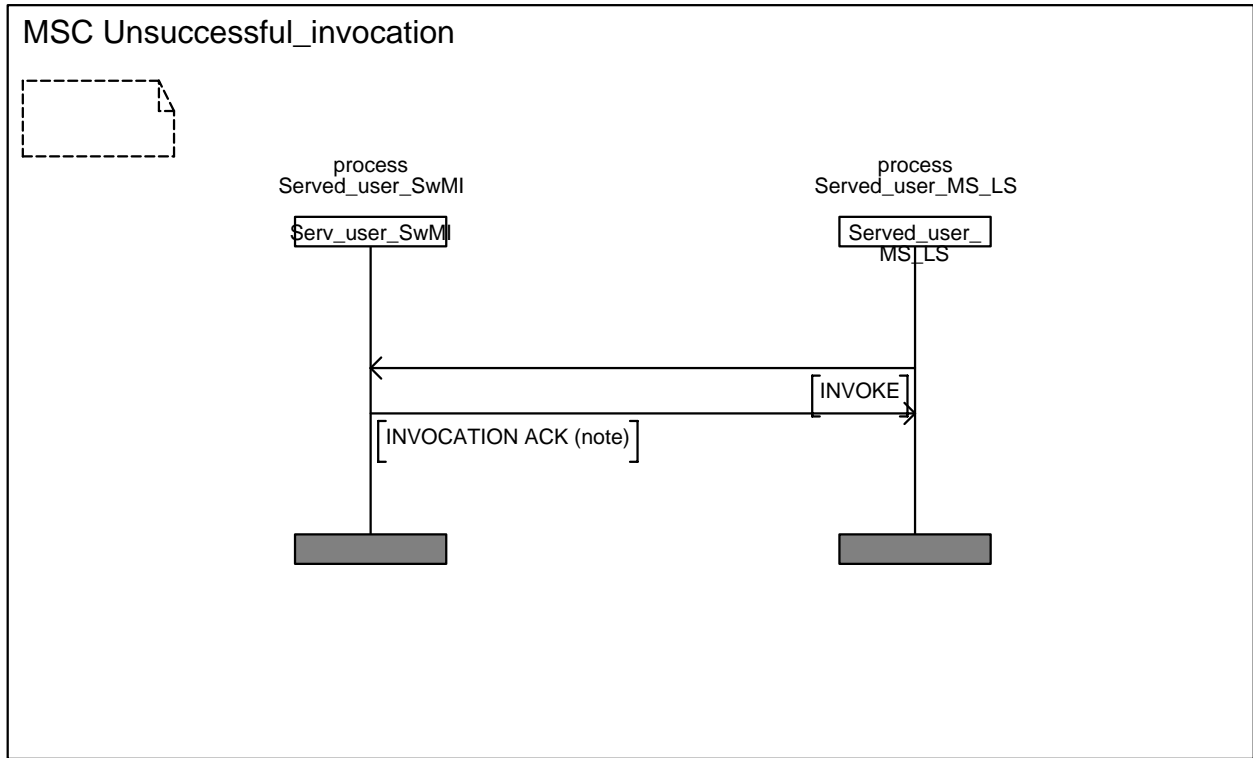 MSC Unsuccessful_invocation
process
Served_user_SwMI
process
Served_user_MS_LS
Serv_user_SwMI
Served_user_
MS_LS
INVOKE
INVOCATION ACK (note)